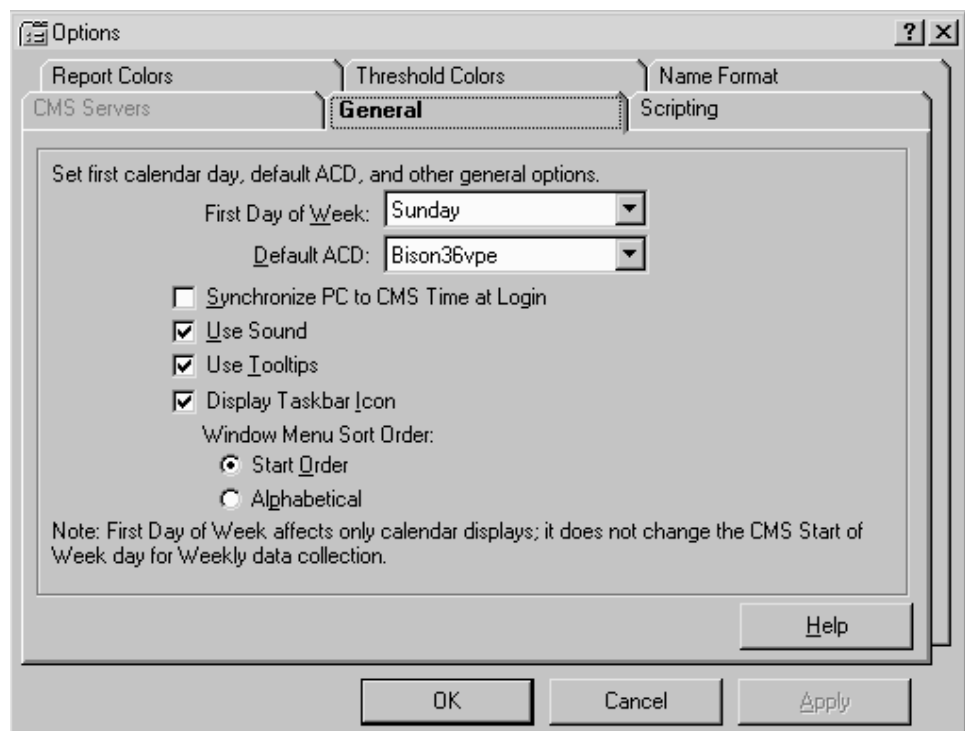 Options
Report Colors
Threshold Colors
Name Format
CMS Servers
General
Scripting
Set first calendar day, default ACD, and other general options.
First Day of Week: Sunday
Default ACD: Bison36vpe
Synchronize PC to CMS Time at Login
Use Sound
Use Tooltips
Display Taskbar Icon
Window Menu Sort Order:
Start Order
Alphabetical
Note: First Day of Week affects only calendar displays; it does not change the CMS Start of
Week day for Weekly data collection.
Help
OK
Cancel
Apply